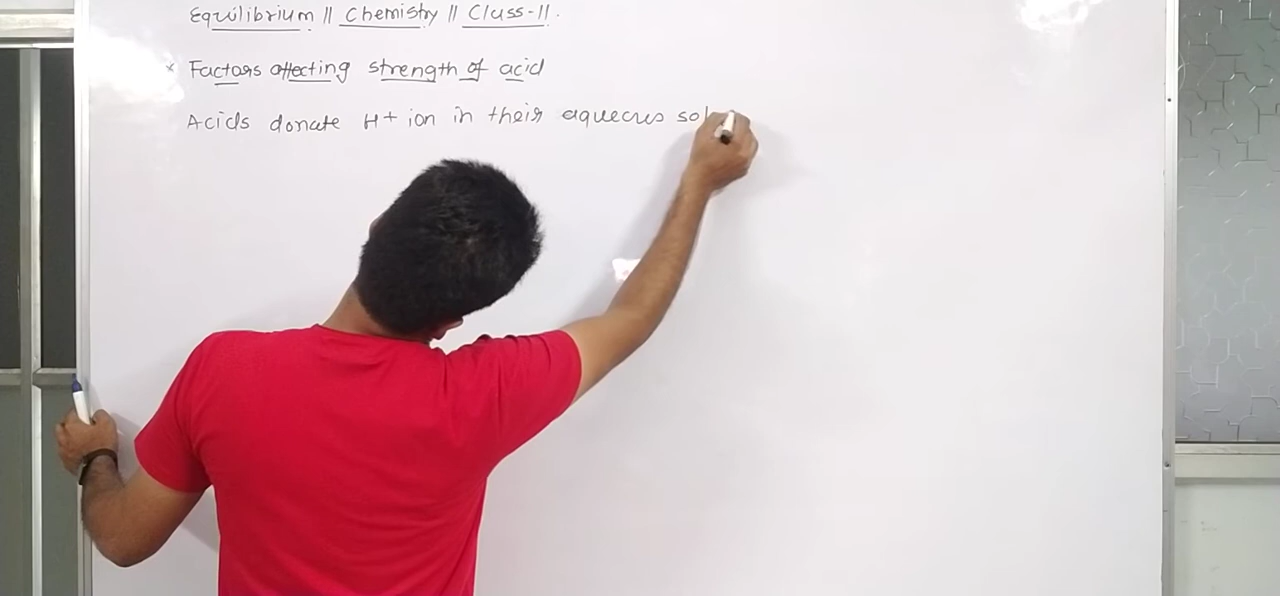 Equilibrium || Chemistry || Class-11.
* Factors affecting strength of acid
Acids donate H+ ion in their aqueous sol